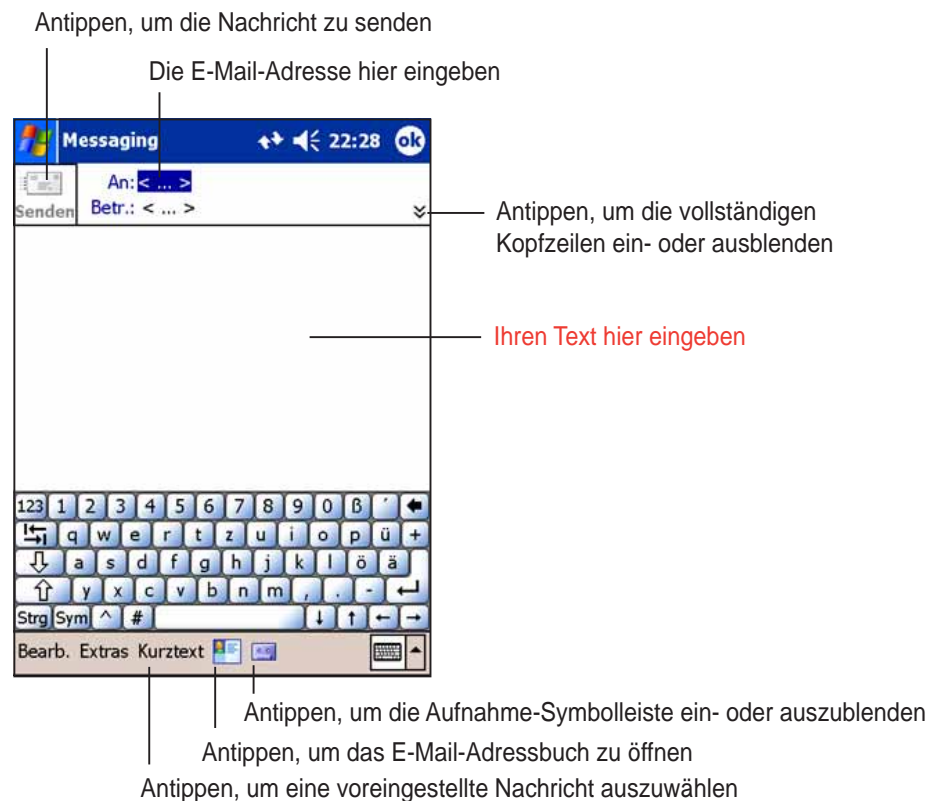 Antippen, um die Nachricht zu senden
Die E-Mail-Adresse hier eingeben
Messaging 22:28 ok
An: < ... >
Senden Betr.: < ... >
Antippen, um die vollständigen
Kopfzeilen ein- oder ausblenden
Ihren Text hier eingeben
123 1 2 3 4 5 6 7 8 9 0 ß ´
q w e r t z u i o p ü +
a s d f g h j k l ö ä
y x c v b n m , . -
Strg Sym ^ # ↓ ↑ ← →
Bearb. Extras Kurztext
Antippen, um die Aufnahme-Symbolleiste ein- oder auszublenden
Antippen, um das E-Mail-Adressbuch zu öffnen
Antippen, um eine voreingestellte Nachricht auszuwählen